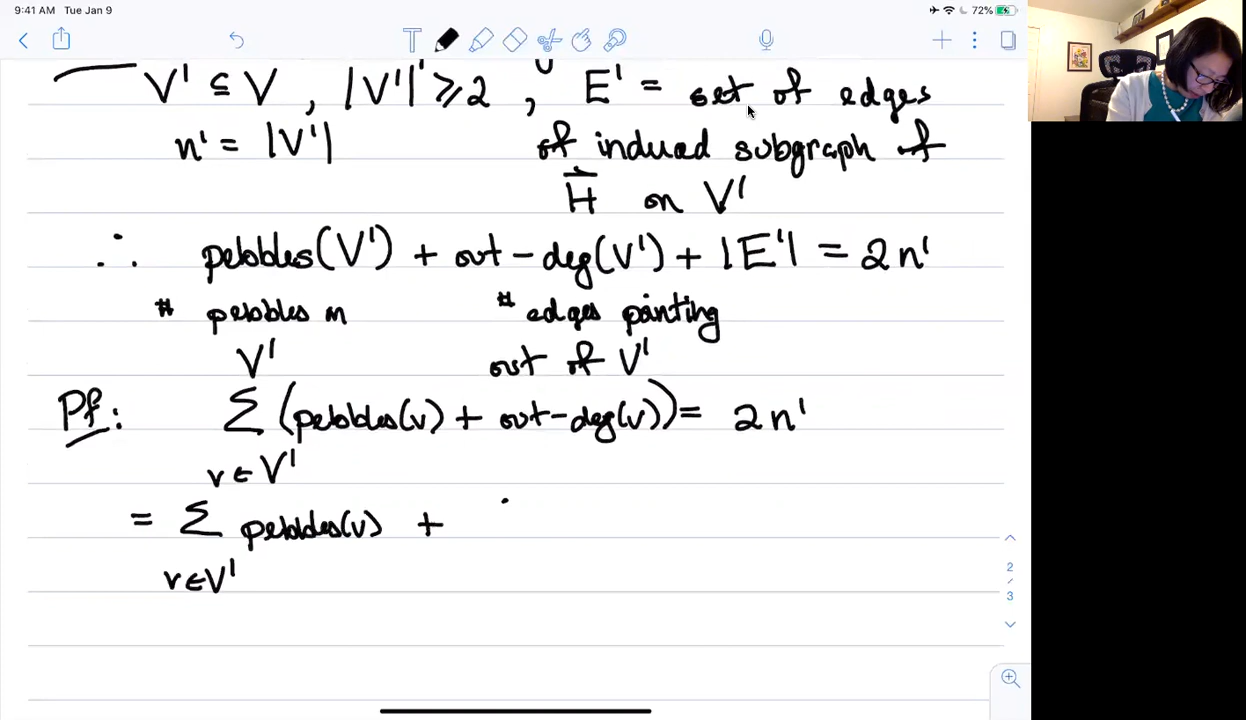 9:41 AM Tue Jan 9
72%
V' ⊆ V , |V'| ≥ 2 , E' = set of edges
n' = |V'| of induced subgraph of
H⃗ on V'
∴ pebbles(V') + out-deg(V') + |E'| = 2n'
# pebbles in # edges pointing
V' out of V'
Pf: Σ (pebbles(v) + out-deg(v)) = 2n'
v∈V'
= Σ pebbles(v) +
v∈V'
2
/
3